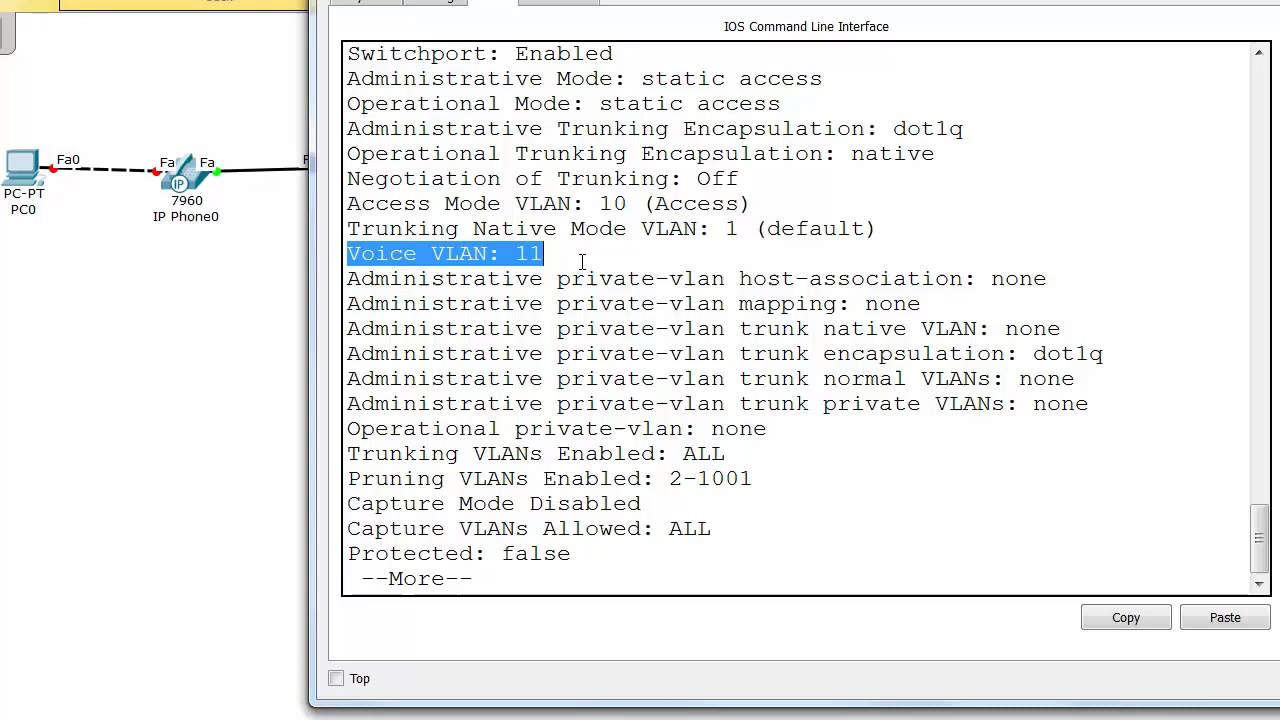 IOS Command Line Interface
Switchport: Enabled
Administrative Mode: static access
Operational Mode: static access
Administrative Trunking Encapsulation: dot1q
Operational Trunking Encapsulation: native
Negotiation of Trunking: Off
Access Mode VLAN: 10 (Access)
Trunking Native Mode VLAN: 1 (default)
Voice VLAN: 11
Administrative private-vlan host-association: none
Administrative private-vlan mapping: none
Administrative private-vlan trunk native VLAN: none
Administrative private-vlan trunk encapsulation: dot1q
Administrative private-vlan trunk normal VLANs: none
Administrative private-vlan trunk private VLANs: none
Operational private-vlan: none
Trunking VLANs Enabled: ALL
Pruning VLANs Enabled: 2-1001
Capture Mode Disabled
Capture VLANs Allowed: ALL
Protected: false
--More--
Copy Paste
Top
Fa0 Fa Fa
IP
PC-PT
PC0
7960
IP Phone0